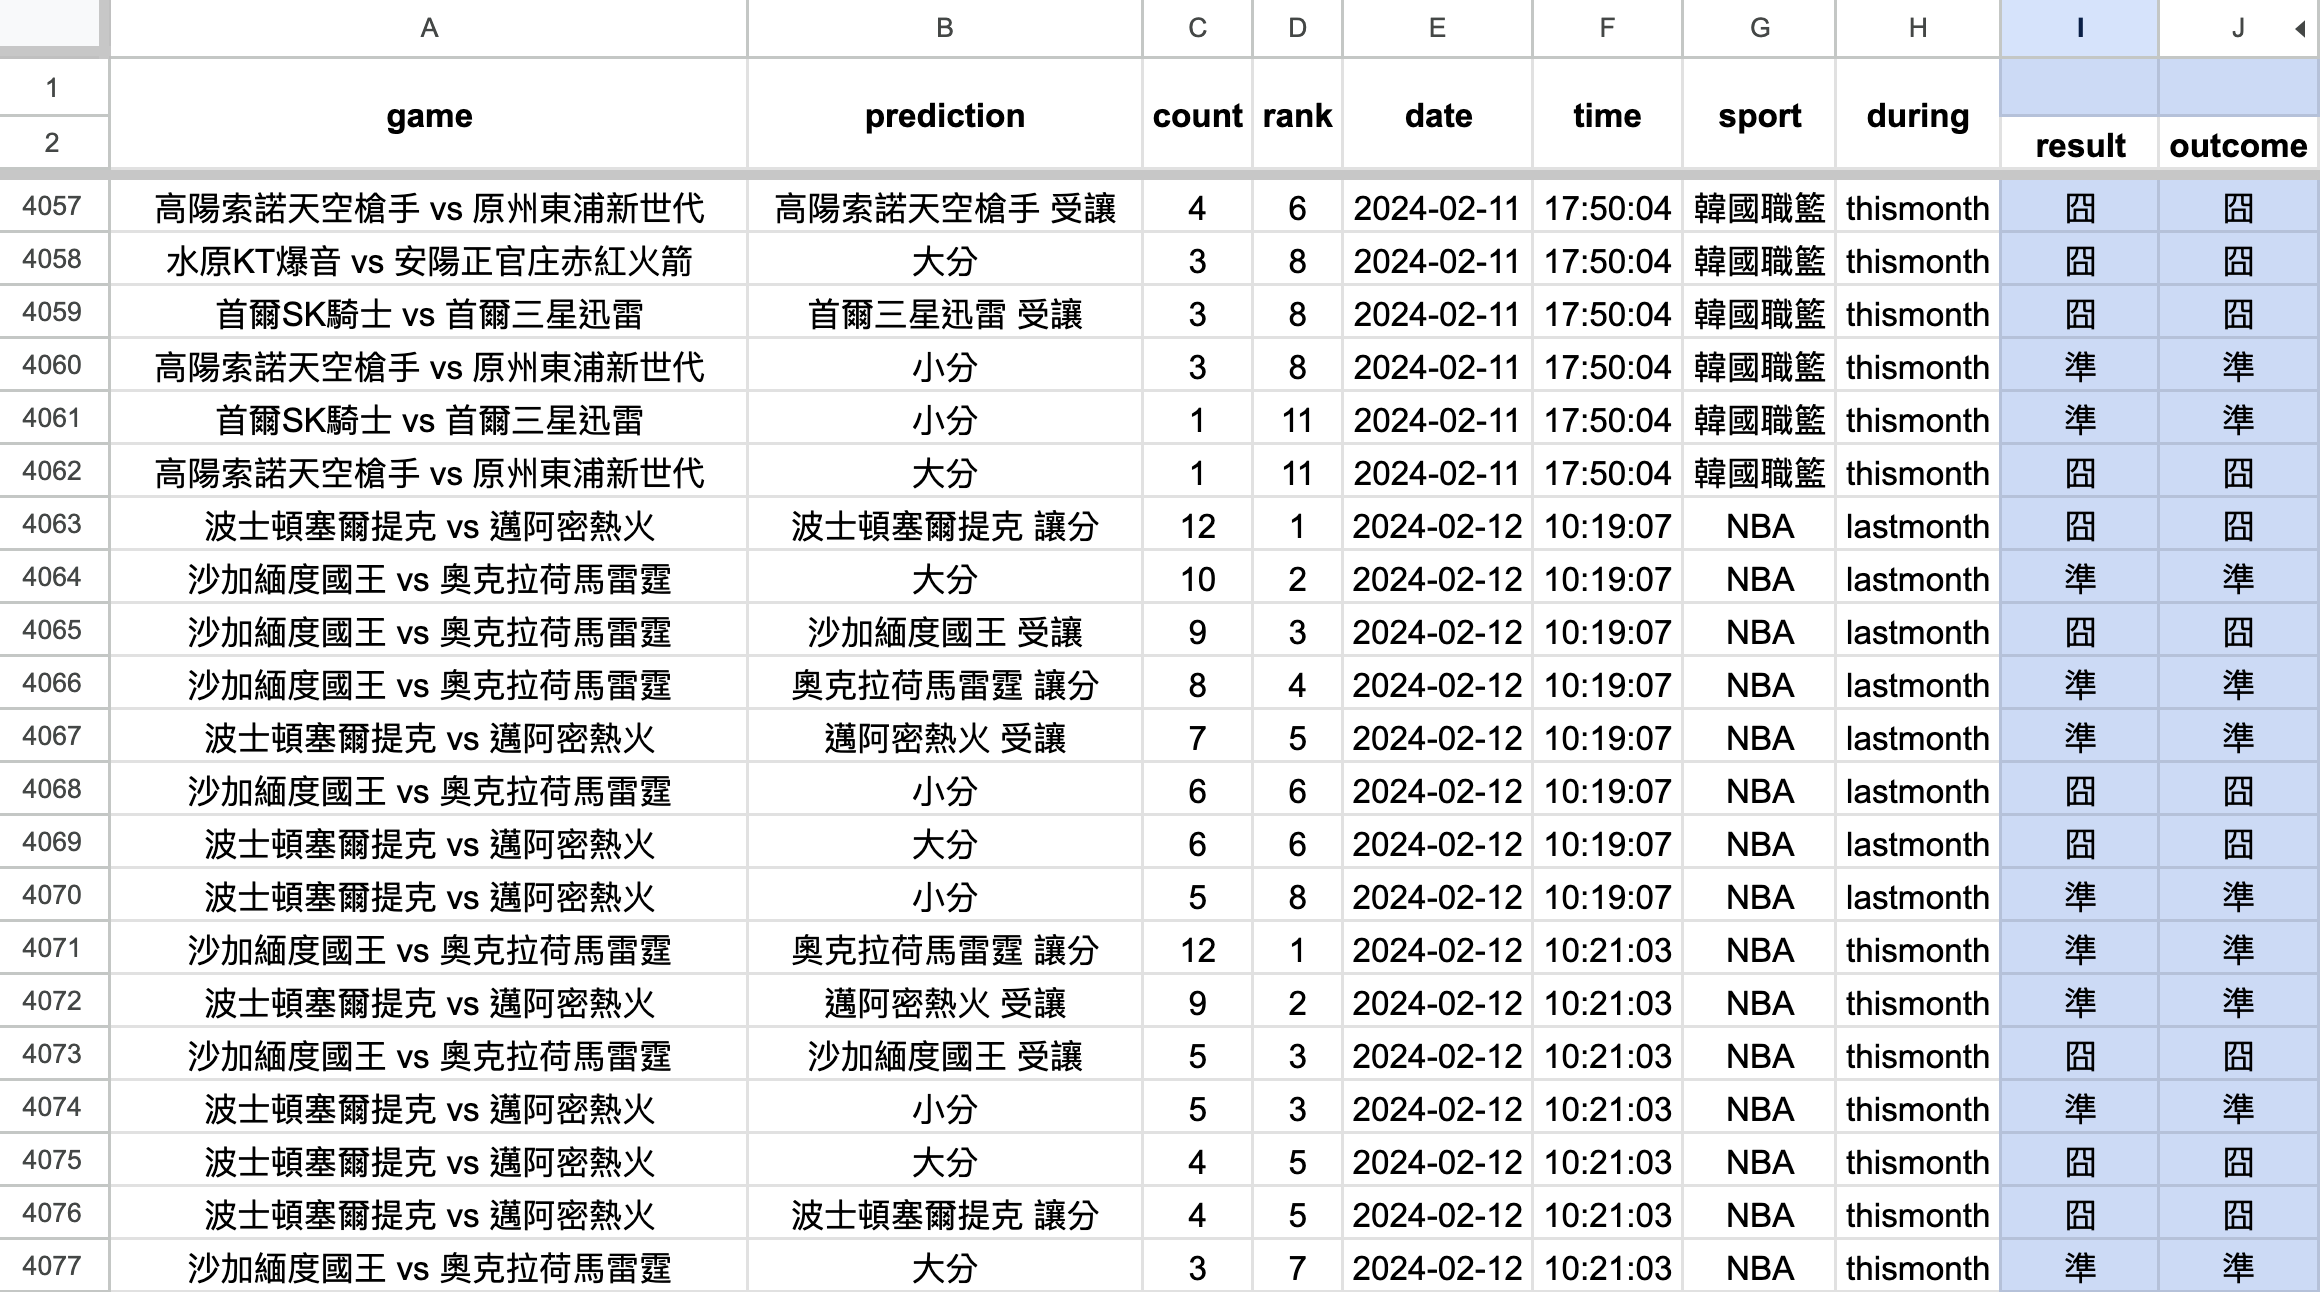 A B C D E F G H I J
1
2
game prediction count rank date time sport during result outcome
4057 高陽索諾天空槍手 vs 原州東浦新世代 高陽索諾天空槍手 受讓 4 6 2024-02-11 17:50:04 韓國職籃 thismonth 囧 囧
4058 水原KT爆音 vs 安陽正官庄赤紅火箭 大分 3 8 2024-02-11 17:50:04 韓國職籃 thismonth 囧 囧
4059 首爾SK騎士 vs 首爾三星迅雷 首爾三星迅雷 受讓 3 8 2024-02-11 17:50:04 韓國職籃 thismonth 囧 囧
4060 高陽索諾天空槍手 vs 原州東浦新世代 小分 3 8 2024-02-11 17:50:04 韓國職籃 thismonth 準 準
4061 首爾SK騎士 vs 首爾三星迅雷 小分 1 11 2024-02-11 17:50:04 韓國職籃 thismonth 準 準
4062 高陽索諾天空槍手 vs 原州東浦新世代 大分 1 11 2024-02-11 17:50:04 韓國職籃 thismonth 囧 囧
4063 波士頓塞爾提克 vs 邁阿密熱火 波士頓塞爾提克 讓分 12 1 2024-02-12 10:19:07 NBA lastmonth 囧 囧
4064 沙加緬度國王 vs 奧克拉荷馬雷霆 大分 10 2 2024-02-12 10:19:07 NBA lastmonth 準 準
4065 沙加緬度國王 vs 奧克拉荷馬雷霆 沙加緬度國王 受讓 9 3 2024-02-12 10:19:07 NBA lastmonth 囧 囧
4066 沙加緬度國王 vs 奧克拉荷馬雷霆 奧克拉荷馬雷霆 讓分 8 4 2024-02-12 10:19:07 NBA lastmonth 準 準
4067 波士頓塞爾提克 vs 邁阿密熱火 邁阿密熱火 受讓 7 5 2024-02-12 10:19:07 NBA lastmonth 準 準
4068 沙加緬度國王 vs 奧克拉荷馬雷霆 小分 6 6 2024-02-12 10:19:07 NBA lastmonth 囧 囧
4069 波士頓塞爾提克 vs 邁阿密熱火 大分 6 6 2024-02-12 10:19:07 NBA lastmonth 囧 囧
4070 波士頓塞爾提克 vs 邁阿密熱火 小分 5 8 2024-02-12 10:19:07 NBA lastmonth 準 準
4071 沙加緬度國王 vs 奧克拉荷馬雷霆 奧克拉荷馬雷霆 讓分 12 1 2024-02-12 10:21:03 NBA thismonth 準 準
4072 波士頓塞爾提克 vs 邁阿密熱火 邁阿密熱火 受讓 9 2 2024-02-12 10:21:03 NBA thismonth 準 準
4073 沙加緬度國王 vs 奧克拉荷馬雷霆 沙加緬度國王 受讓 5 3 2024-02-12 10:21:03 NBA thismonth 囧 囧
4074 波士頓塞爾提克 vs 邁阿密熱火 小分 5 3 2024-02-12 10:21:03 NBA thismonth 準 準
4075 波士頓塞爾提克 vs 邁阿密熱火 大分 4 5 2024-02-12 10:21:03 NBA thismonth 囧 囧
4076 波士頓塞爾提克 vs 邁阿密熱火 波士頓塞爾提克 讓分 4 5 2024-02-12 10:21:03 NBA thismonth 囧 囧
4077 沙加緬度國王 vs 奧克拉荷馬雷霆 大分 3 7 2024-02-12 10:21:03 NBA thismonth 準 準